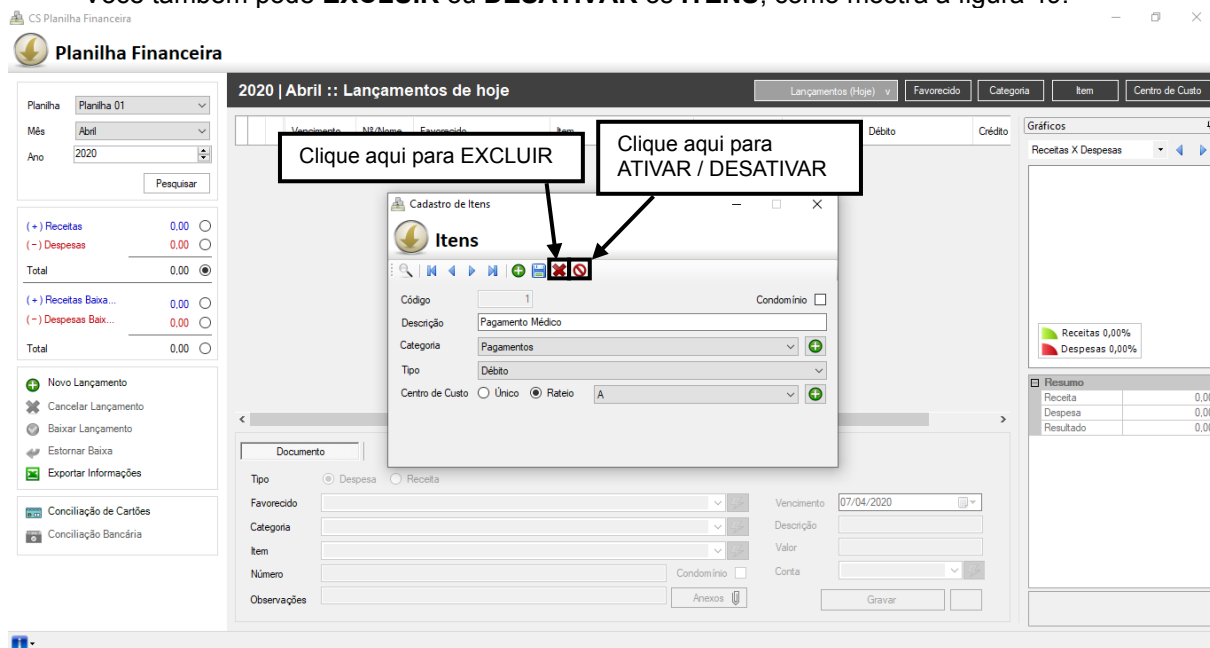 Você também pode EXCLUIR ou DESATIVAR os ITENS, como mostra a figura 49.
CS Planilha Financeira
Planilha Financeira
Planilha Planilha 01
Mês Abril
Ano 2020
Pesquisar
(+) Receitas 0,00
(-) Despesas 0,00
Total 0,00
(+) Receitas Baixa... 0,00
(-) Despesas Baix... 0,00
Total 0,00
Novo Lançamento
Cancelar Lançamento
Baixar Lançamento
Estornar Baixa
Exportar Informações
Conciliação de Cartões
Conciliação Bancária
2020 | Abril :: Lançamentos de hoje
Lançamentos (Hoje) v Favorecido Categoria Item Centro de Custo
Vencimento Nº/Nome Favorecido Item Débito Crédito
Clique aqui para EXCLUIR
Clique aqui para
ATIVAR / DESATIVAR
Cadastro de Itens
Itens
Código 1 Condomínio
Descrição Pagamento Médico
Categoria Pagamentos
Tipo Débito
Centro de Custo Único Rateio A
Documento
Tipo Despesa Receita
Favorecido Vencimento 07/04/2020
Categoria Descrição
Item Valor
Número Condomínio Conta
Observações Anexos Gravar
Gráficos
Receitas X Despesas
Receitas 0,00%
Despesas 0,00%
Resumo
Receita 0,00
Despesa 0,00
Resultado 0,00